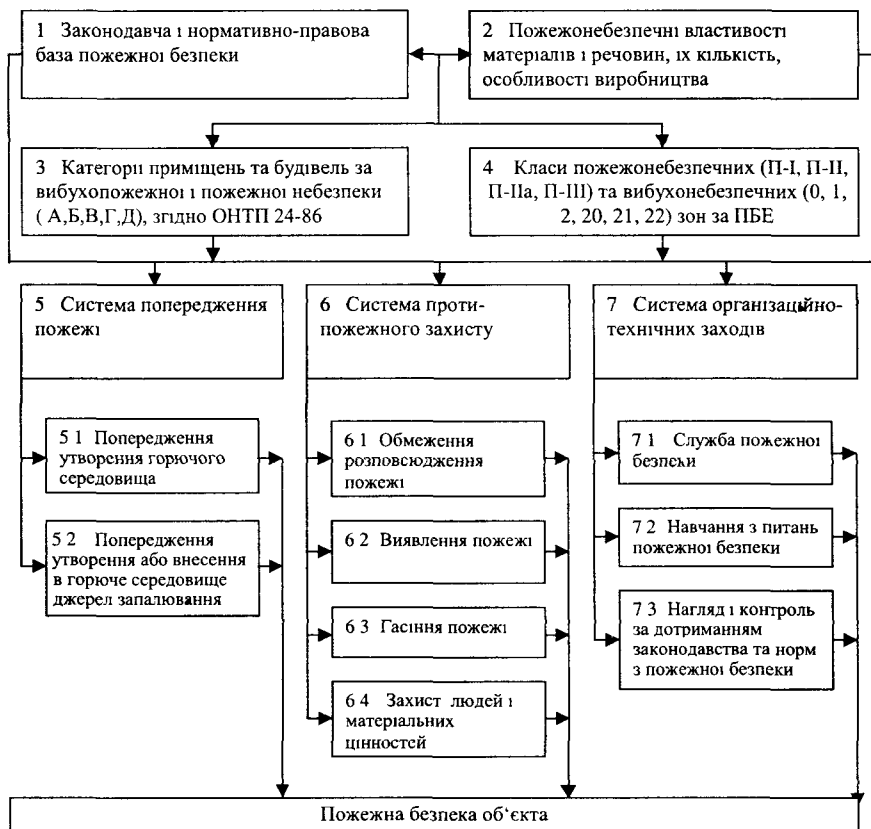 1 Законодавча і нормативно-правова
база пожежної безпеки
2 Пожежонебезпечні властивості
матеріалів і речовин, їх кількість,
особливості виробництва
3 Категорії приміщень та будівель за
вибухопожежної і пожежної небезпеки
( А,Б,В,Г,Д), згідно ОНТП 24-86
4 Класи пожежонебезпечних (П-І, П-ІІ,
П-ІІа, П-ІІІ) та вибухонебезпечних (0, 1,
2, 20, 21, 22) зон за ПБЕ
5 Система попередження
пожежі
6 Система проти-
пожежного захисту
7 Система організаційно-
технічних заходів
5 1 Попередження
утворення горючого
середовища
5 2 Попередження
утворення або внесення
в горюче середовище
джерел запалювання
6 1 Обмеження
розповсюдження
пожежі
6 2 Виявлення пожежі
6 3 Гасіння пожежі
6 4 Захист людей і
матеріальних
цінностей
7 1 Служба пожежної
безпеки
7 2 Навчання з питань
пожежної безпеки
7 3 Нагляд і контроль
за дотриманням
законодавства та норм
з пожежної безпеки
Пожежна безпека об‘єкта